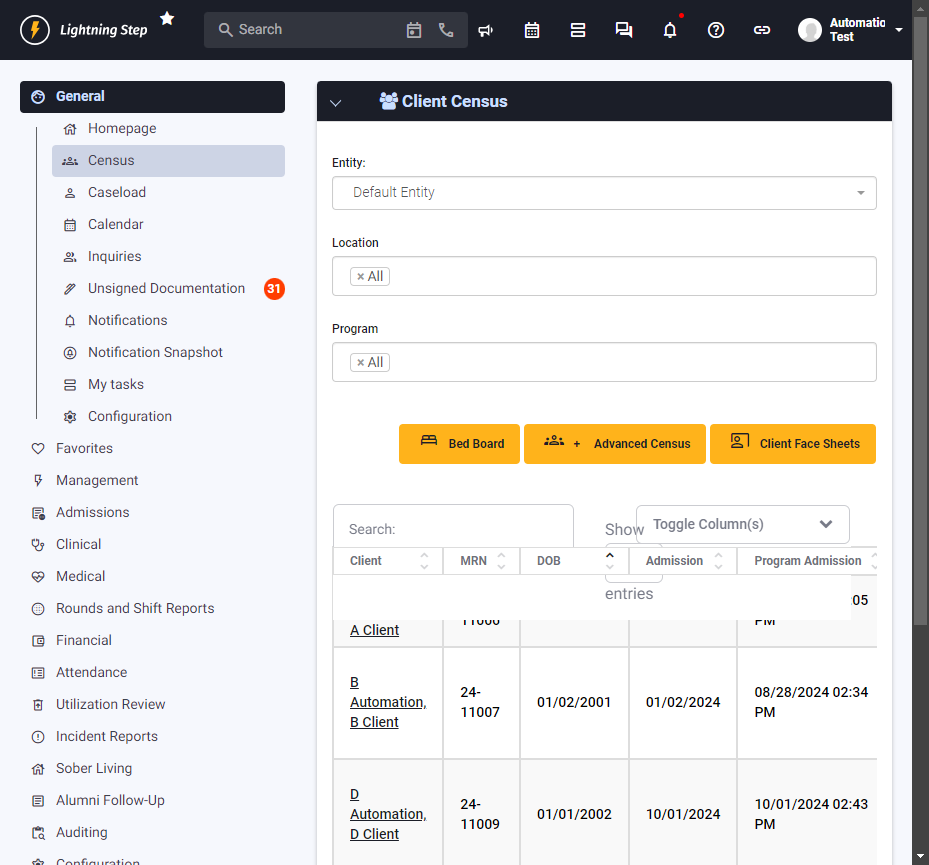 Lightning Step
Search
Automatic
Test
General
Homepage
Census
Caseload
Calendar
Inquiries
Unsigned Documentation 31
Notifications
Notification Snapshot
My tasks
Configuration
Favorites
Management
Admissions
Clinical
Medical
Rounds and Shift Reports
Financial
Attendance
Utilization Review
Incident Reports
Sober Living
Alumni Follow-Up
Auditing
Configuration
Client Census
Entity:
Default Entity
Location
× All
Program
× All
Bed Board
+ Advanced Census
Client Face Sheets
Search:
Show
entries
Toggle Column(s)
Client MRN DOB Admission Program Admission
:05
PM
A Client
B
Automation,
B Client
24-
11007
01/02/2001
01/02/2024
08/28/2024 02:34
PM
D
Automation,
D Client
24-
11009
01/01/2002
10/01/2024
10/01/2024 02:43
PM